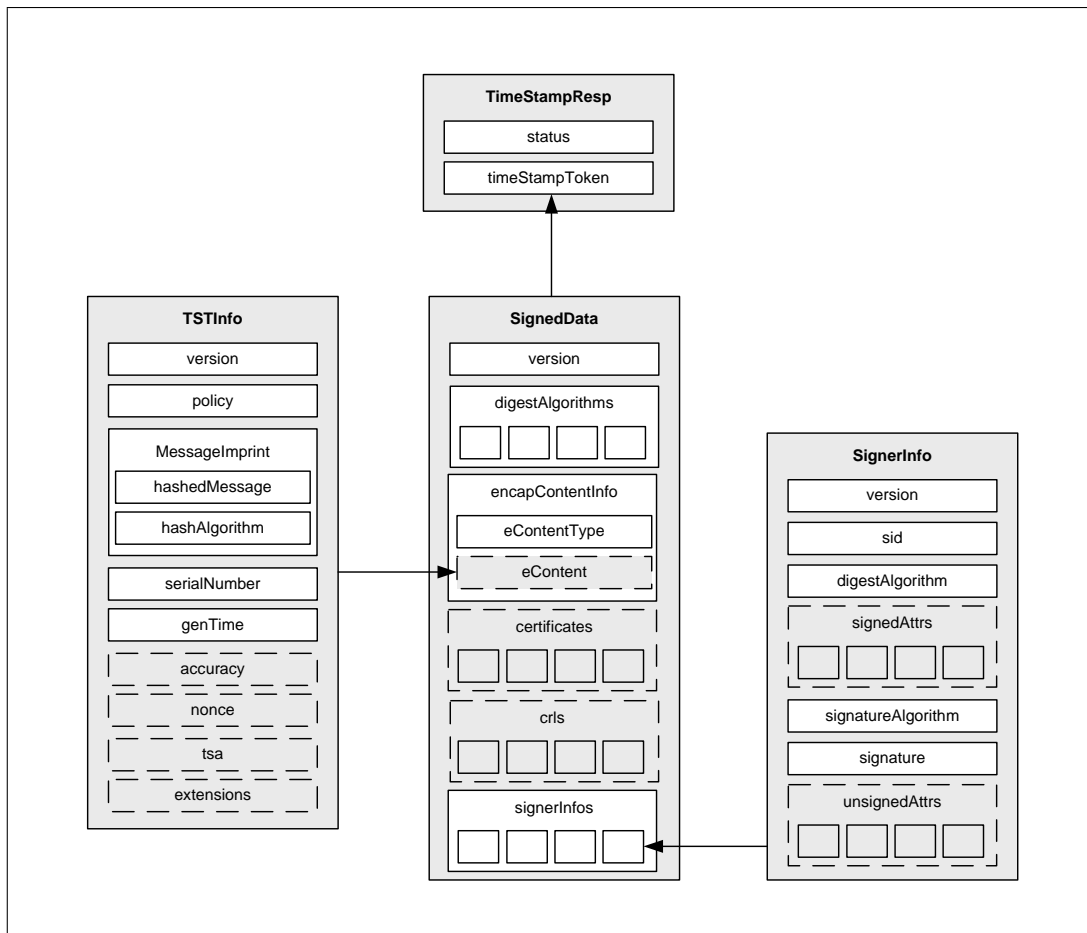 TimeStampResp
status
timeStampToken
TSTInfo
version
policy
MessageImprint
hashedMessage
hashAlgorithm
serialNumber
genTime
accuracy
nonce
tsa
extensions
SignedData
version
digestAlgorithms
encapContentInfo
eContentType
eContent
certificates
crls
signerInfos
SignerInfo
version
sid
digestAlgorithm
signedAttrs
signatureAlgorithm
signature
unsignedAttrs